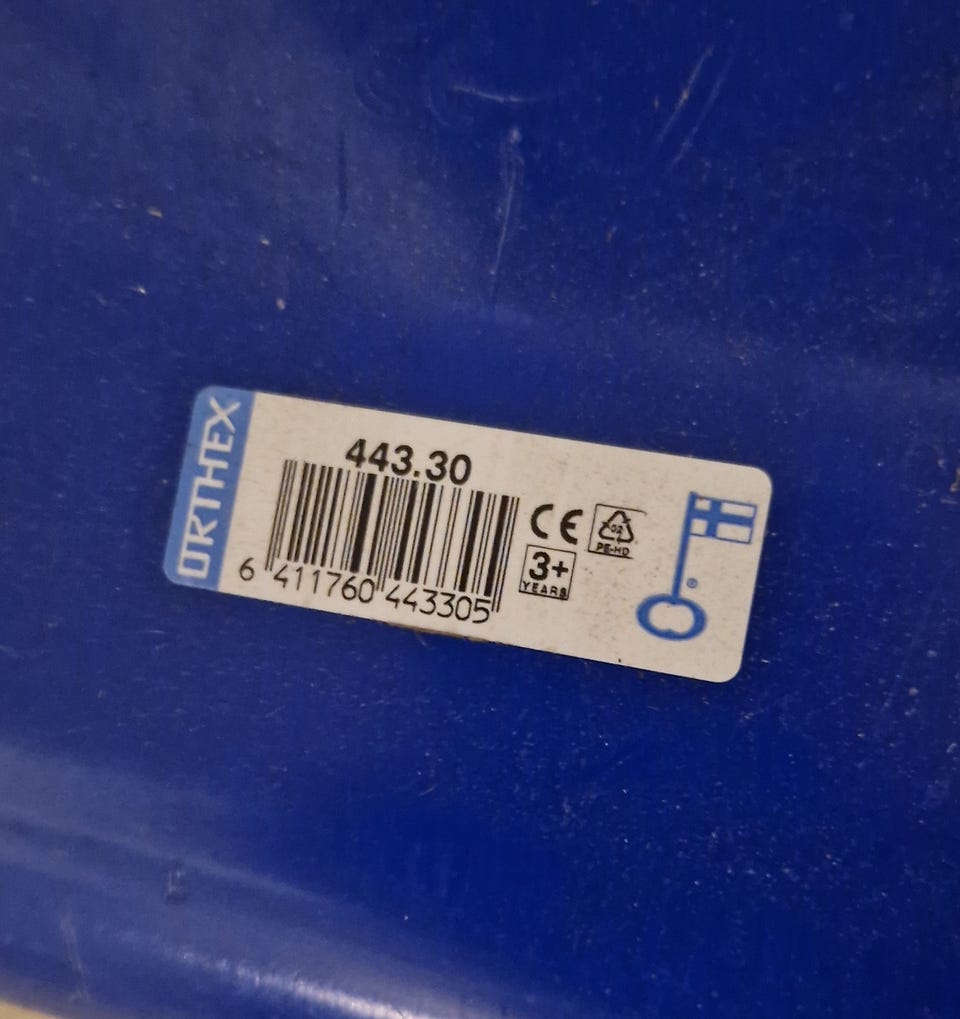 ORTHEX
443.30
6 411760 443305
CE
02
PE-HD
3+
YEARS
®